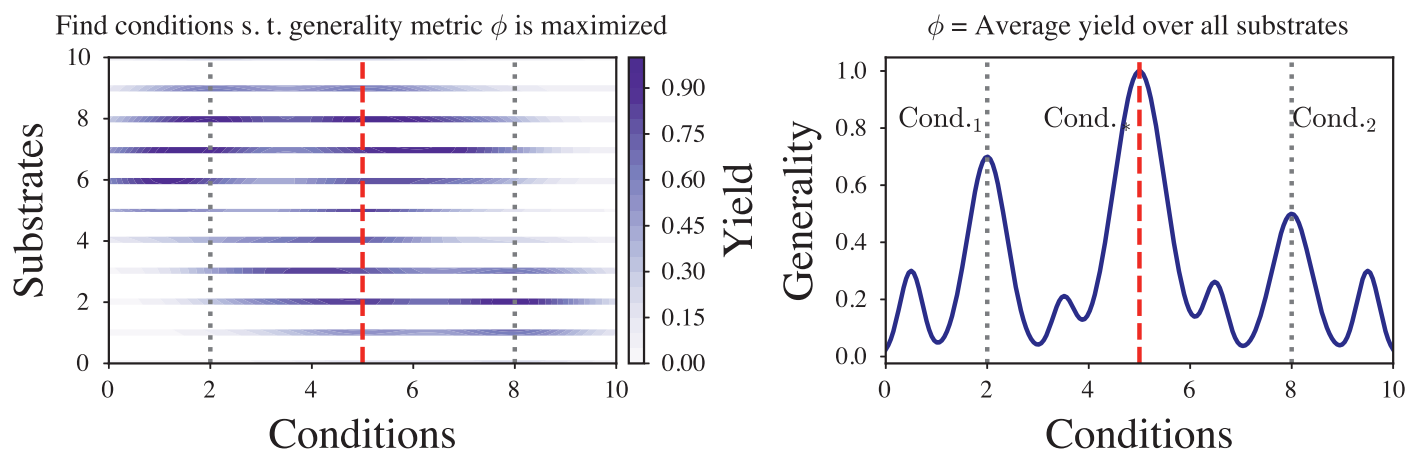 Find conditions s. t. generality metric ϕ is maximized
Substrates
10
8
6
4
2
0
0 2 4 6 8 10
Conditions
0.90
0.75
0.60
0.45
0.30
0.15
0.00
Yield
ϕ = Average yield over all substrates
Generality
1.0
0.8
0.6
0.4
0.2
0.0
Cond.₁ Cond.* Cond.₂
0 2 4 6 8 10
Conditions